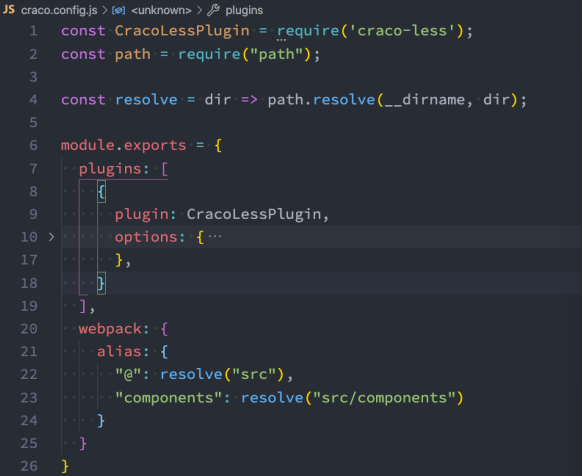 JS craco.config.js > <unknown> > plugins
1 const CracoLessPlugin = require('craco-less');
2 const path = require("path");
3
4 const resolve = dir => path.resolve(__dirname, dir);
5
6 module.exports = {
7 plugins: [
8 {
9 plugin: CracoLessPlugin,
10 > options: { ···
17 },
18 }
19 ],
20 webpack: {
21 alias: {
22 "@": resolve("src"),
23 "components": resolve("src/components")
24 }
25 }
26 }